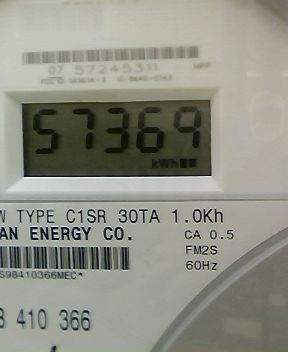 07 57245311
57369
kWh
W TYPE C1SR 30TA 1.0Kh
AN ENERGY CO.
CA 0.5
FM2S
60Hz
S98410366MEC*
410 366